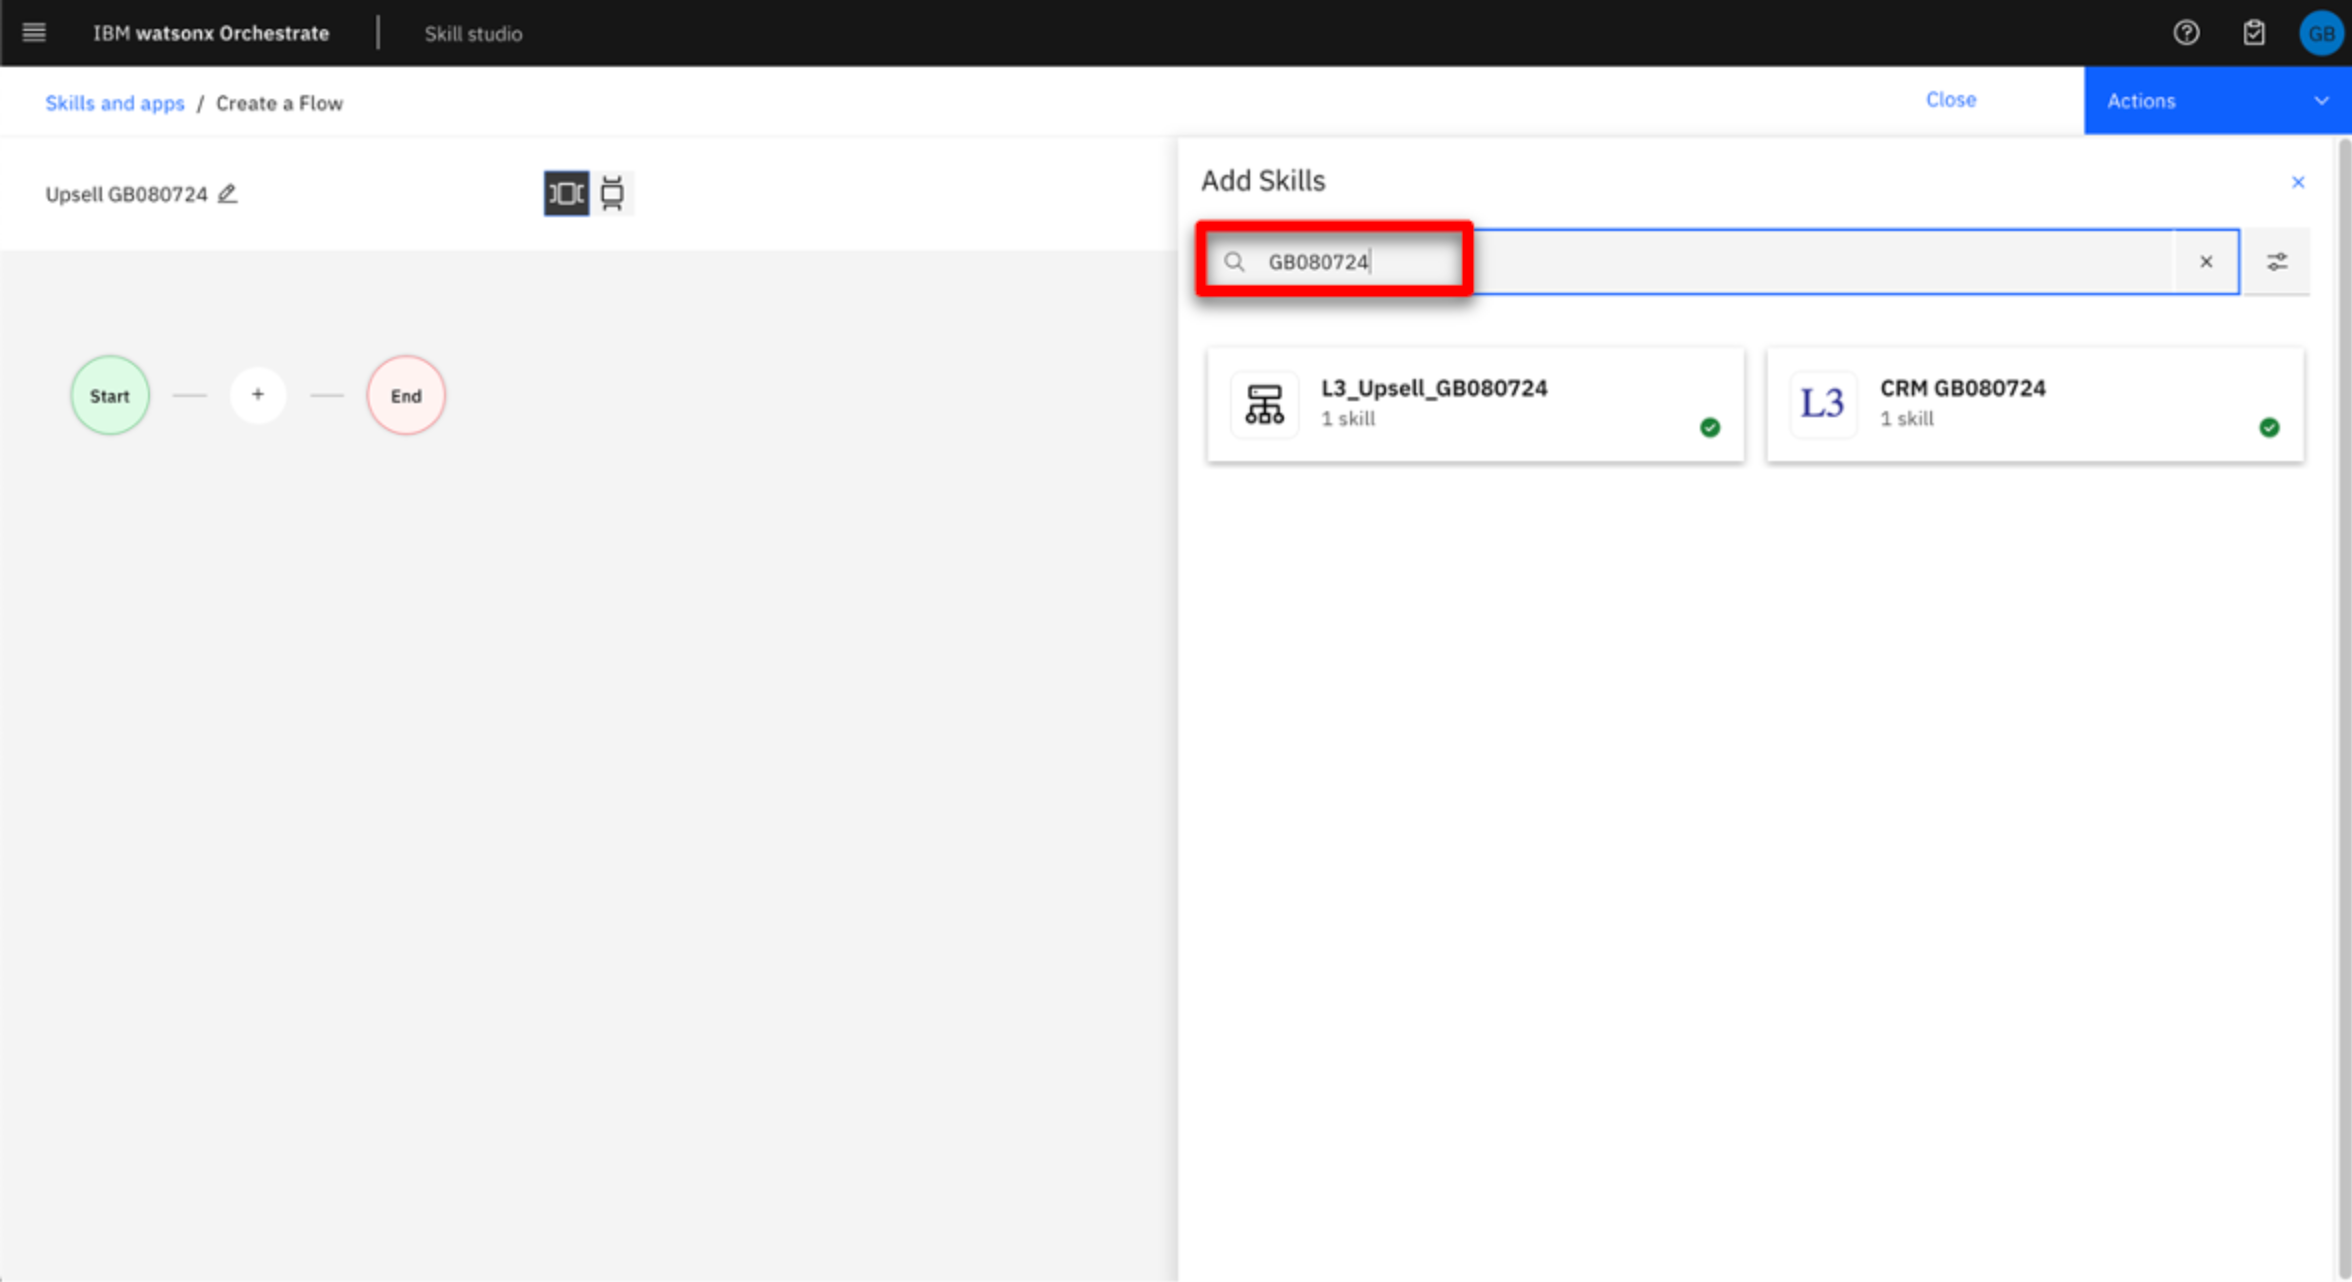 IBM watsonx Orchestrate
Skill studio
GB
Skills and apps / Create a Flow
Close
Actions
Upsell GB080724
Add Skills
GB080724
L3_Upsell_GB080724
1 skill
L3
CRM GB080724
1 skill
Start
+
End